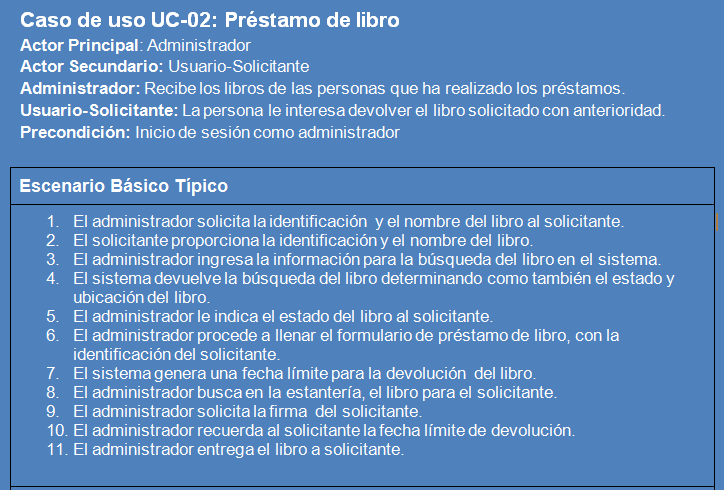 Caso de uso UC-02: Préstamo de libro
Actor Principal: Administrador
Actor Secundario: Usuario-Solicitante
Administrador: Recibe los libros de las personas que ha realizado los préstamos.
Usuario-Solicitante: La persona le interesa devolver el libro solicitado con anterioridad.
Precondición: Inicio de sesión como administrador
Escenario Básico Típico
1. El administrador solicita la identificación y el nombre del libro al solicitante.
2. El solicitante proporciona la identificación y el nombre del libro.
3. El administrador ingresa la información para la búsqueda del libro en el sistema.
4. El sistema devuelve la búsqueda del libro determinando como también el estado y
ubicación del libro.
5. El administrador le indica el estado del libro al solicitante.
6. El administrador procede a llenar el formulario de préstamo de libro, con la
identificación del solicitante.
7. El sistema genera una fecha límite para la devolución del libro.
8. El administrador busca en la estantería, el libro para el solicitante.
9. El administrador solicita la firma del solicitante.
10. El administrador recuerda al solicitante la fecha límite de devolución.
11. El administrador entrega el libro a solicitante.